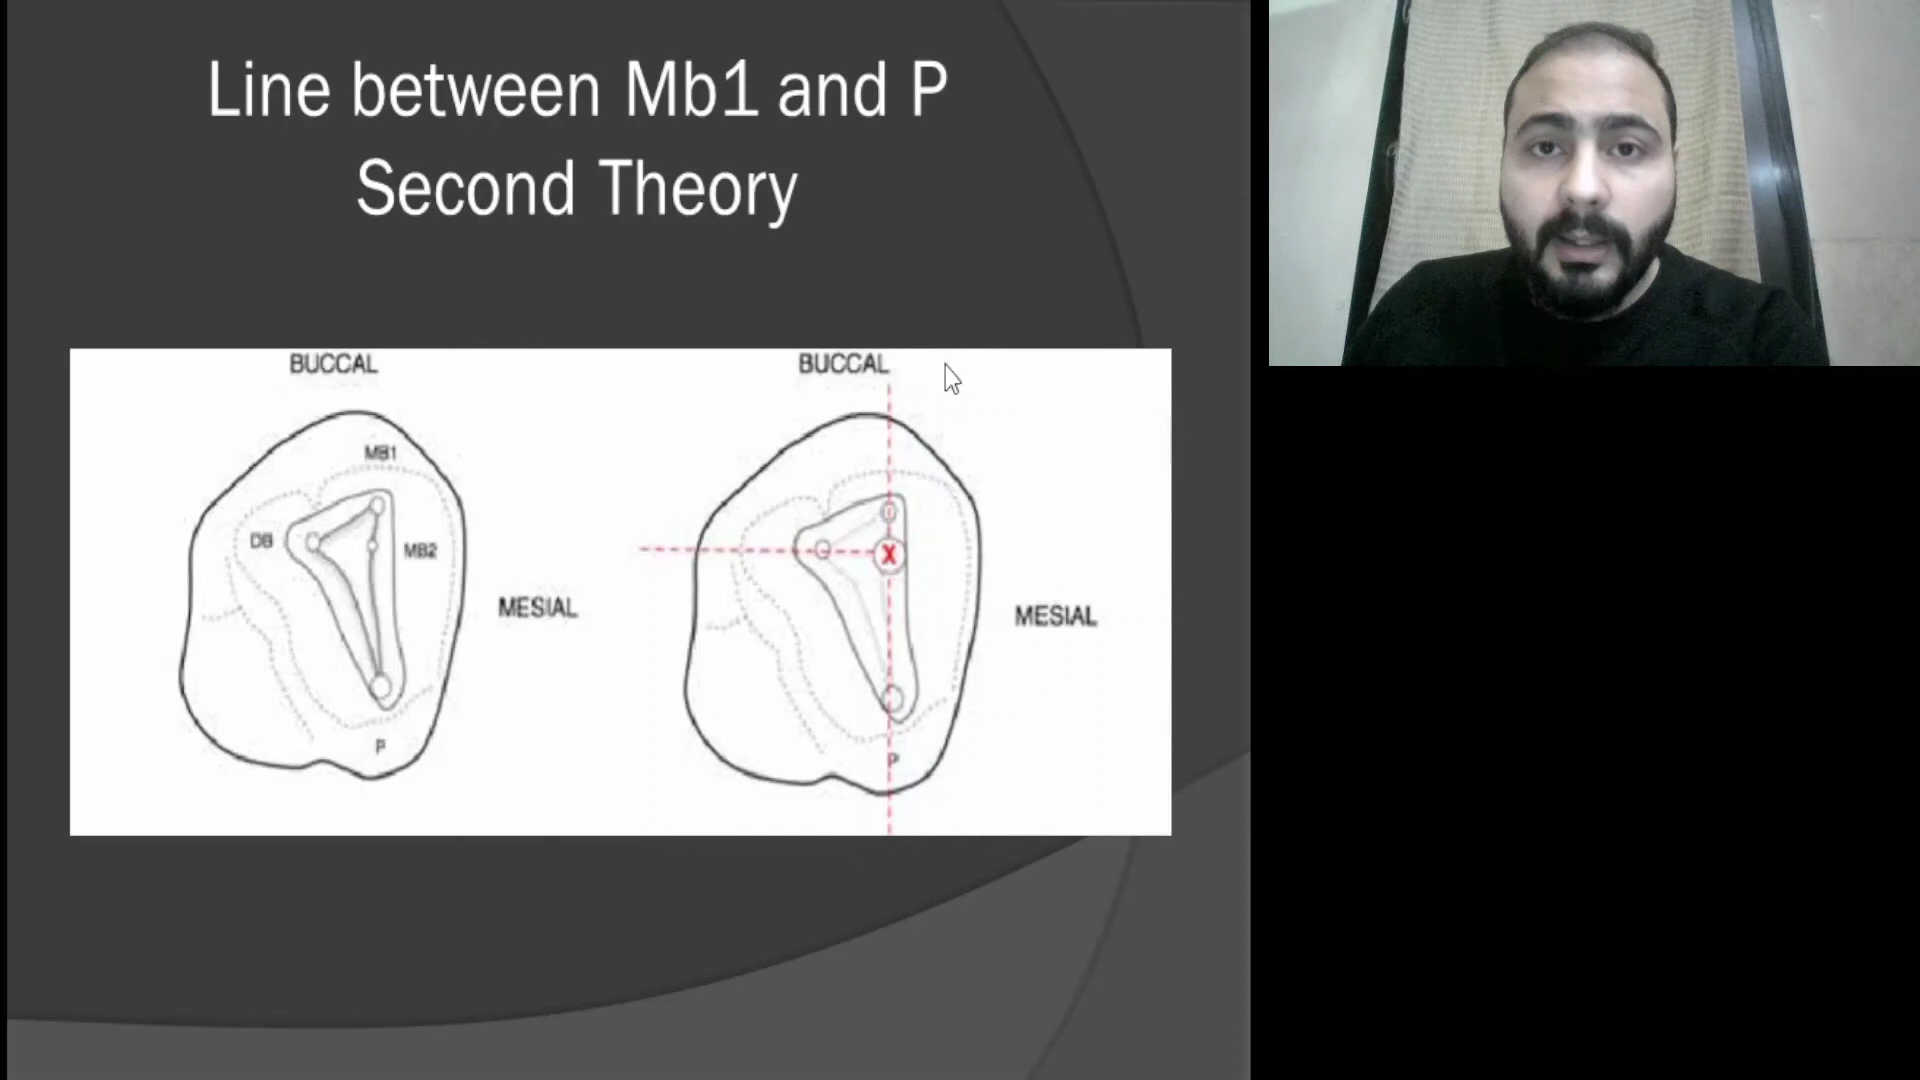 Line between Mb1 and P
Second Theory
BUCCAL
MB1
DB
MB2
MESIAL
P
BUCCAL
X
MESIAL
P